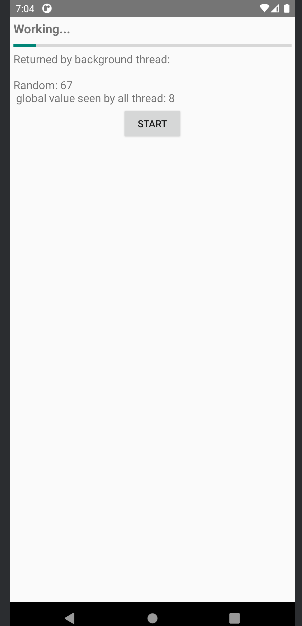 7:04
Working...
Returned by background thread:
Random: 67
global value seen by all thread: 8
START